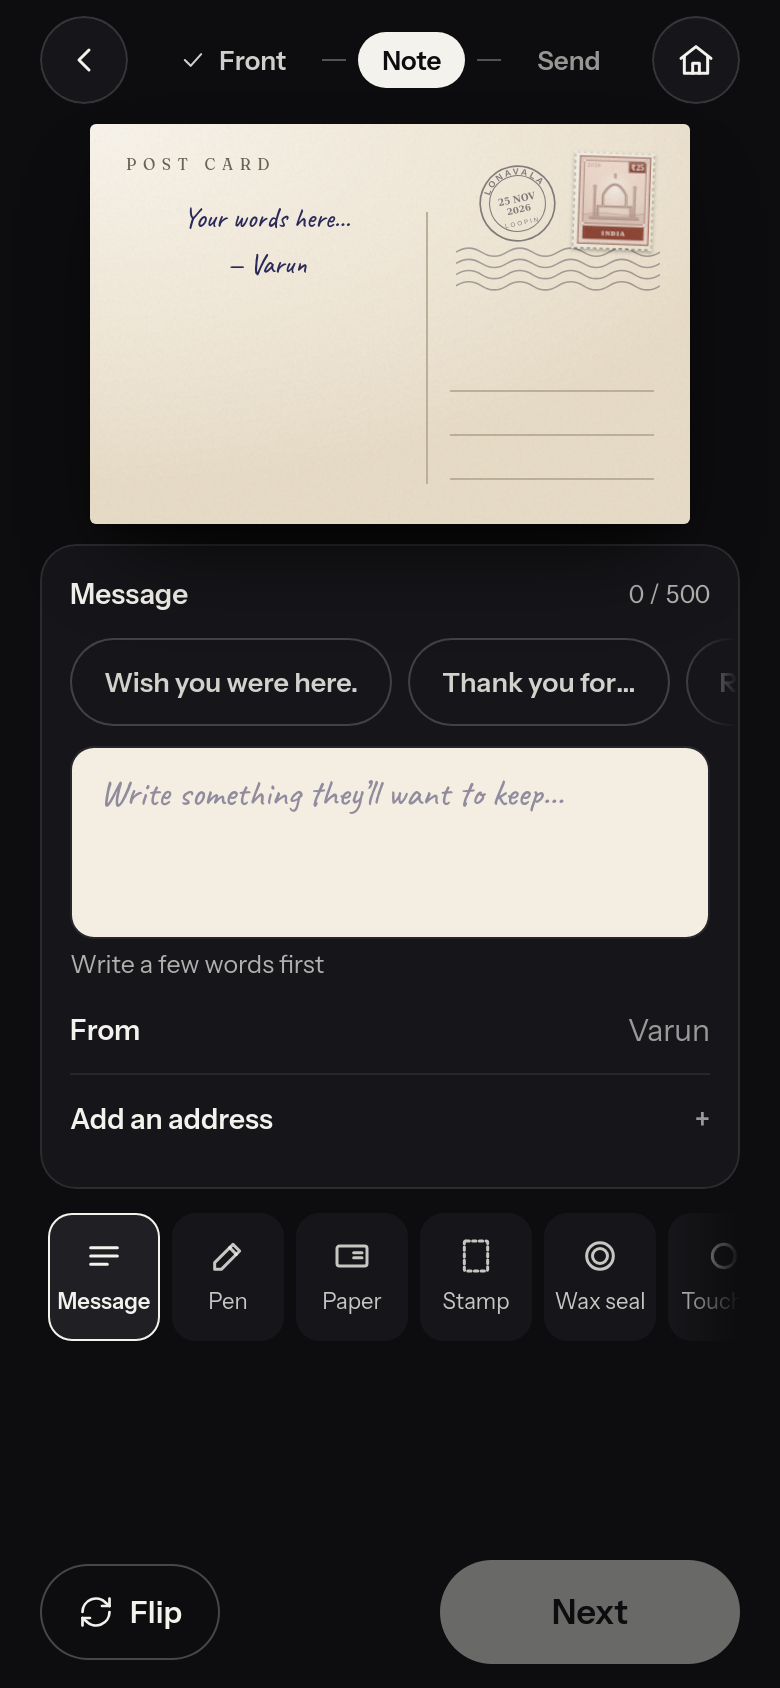 Front
Note
Send
POST CARD
Your words here...
– Varun
LONAVALA
25 NOV
2026
LOOPIN
₹25
INDIA
Message
0 / 500
Wish you were here.
Thank you for...
Write something they'll want to keep...
Write a few words first
From
Varun
Add an address
+
Message
Pen
Paper
Stamp
Wax seal
Flip
Next